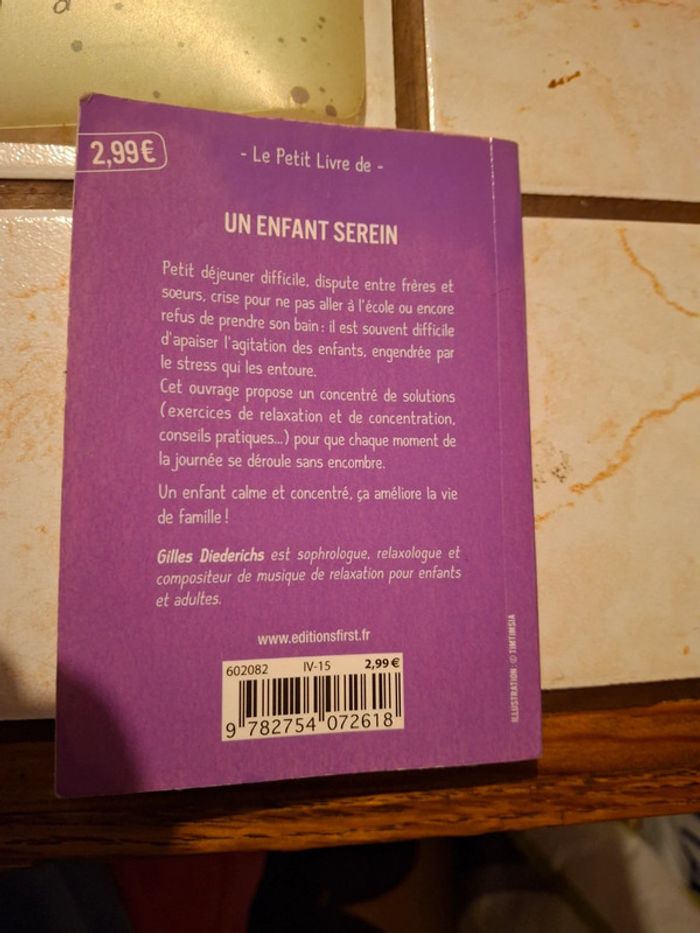 2,99€
- Le Petit Livre de -
UN ENFANT SEREIN
Petit déjeuner difficile, dispute entre frères et
soeurs, crise pour ne pas aller à l'école ou encore
refus de prendre son bain : il est souvent difficile
d'apaiser l'agitation des enfants, engendrée par
le stress qui les entoure.
Cet ouvrage propose un concentré de solutions
(exercices de relaxation et de concentration,
conseils pratiques...) pour que chaque moment de
la journée se déroule sans encombre.
Un enfant calme et concentré, ça améliore la vie
de famille !
Gilles Diederichs est sophrologue, relaxologue et
compositeur de musique de relaxation pour enfants
et adultes.
www.editionsfirst.fr
602082 IV-15 2,99€
9 782754 072618
ILLUSTRATION : © TIMTIMSIA